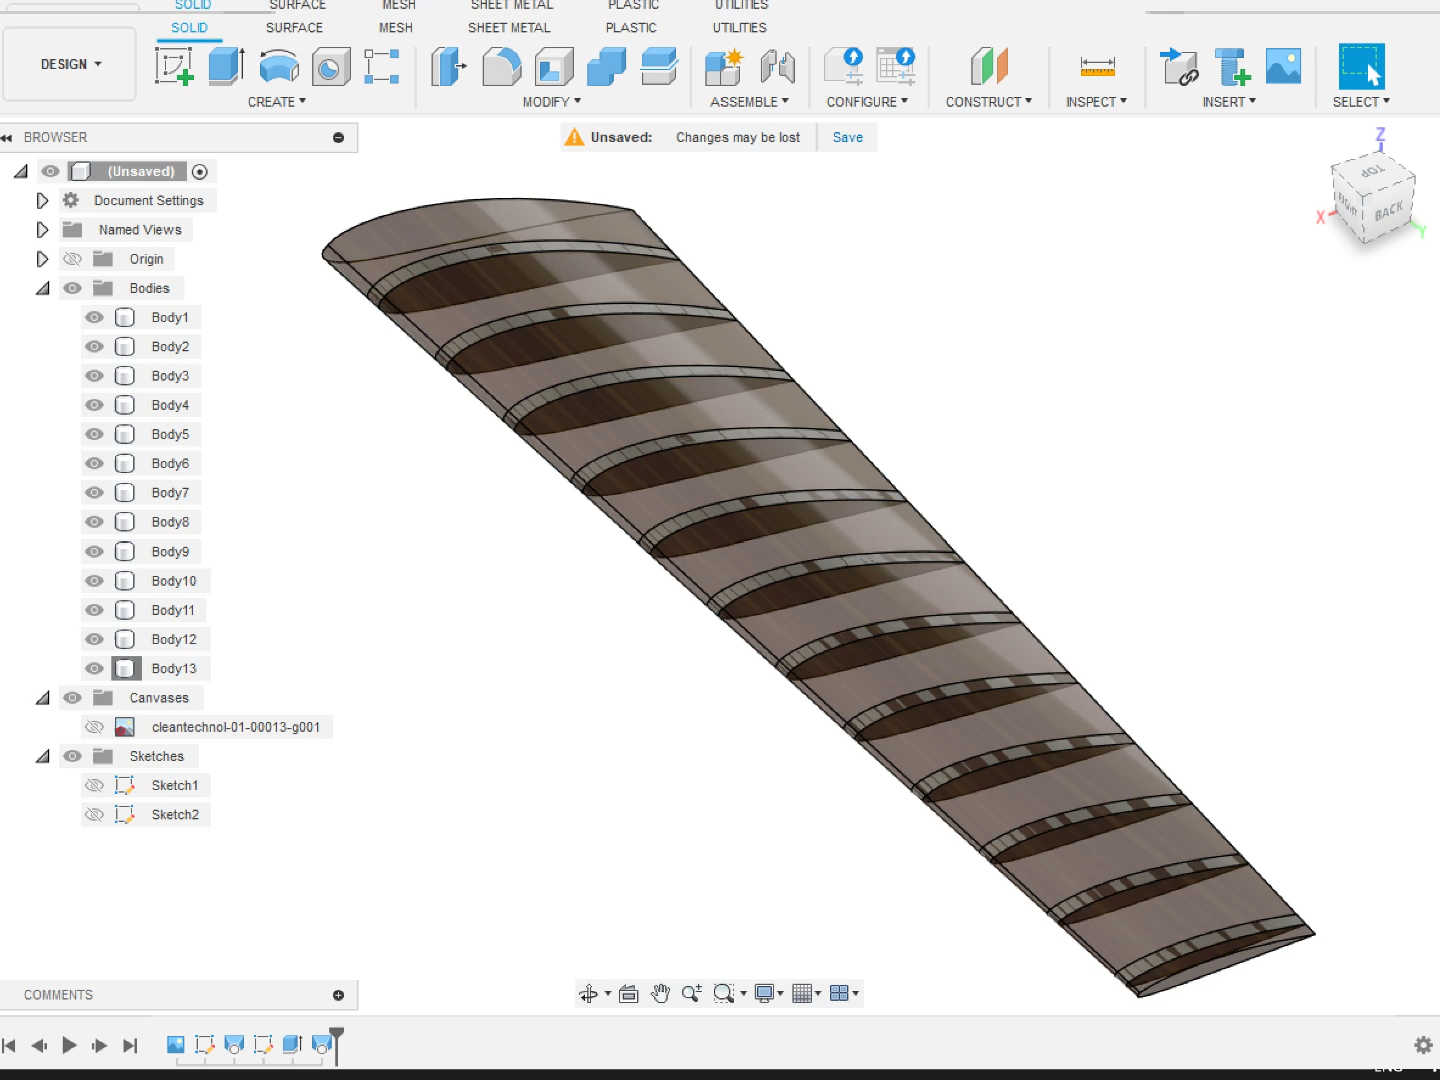 SOLID SURFACE MESH SHEET METAL PLASTIC UTILITIES
SOLID SURFACE MESH SHEET METAL PLASTIC UTILITIES
DESIGN
CREATE MODIFY ASSEMBLE CONFIGURE CONSTRUCT INSPECT INSERT SELECT
BROWSER
Unsaved: Changes may be lost Save
(Unsaved)
Document Settings
Named Views
Origin
Bodies
Body1
Body2
Body3
Body4
Body5
Body6
Body7
Body8
Body9
Body10
Body11
Body12
Body13
Canvases
cleantechnol-01-00013-g001
Sketches
Sketch1
Sketch2
Z
TOP
RIGHT
BACK
X
Y
COMMENTS
ENG